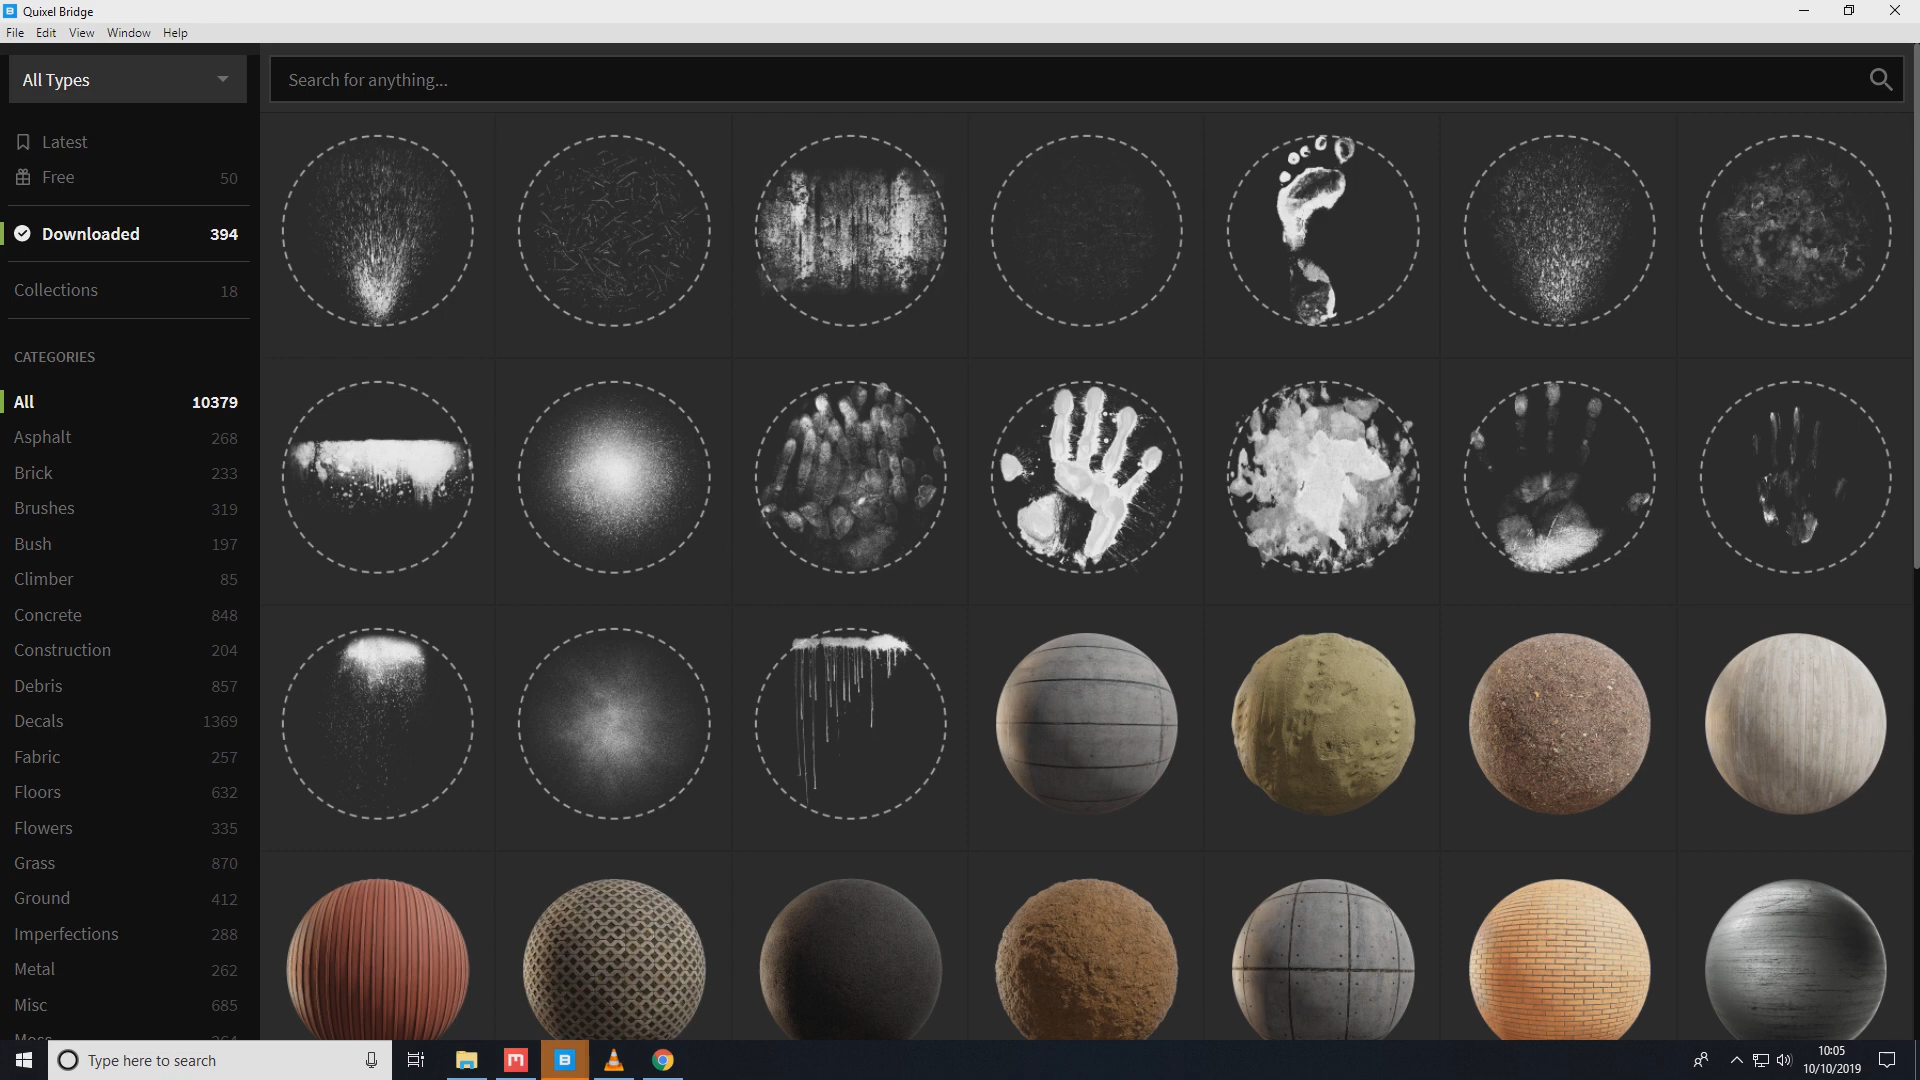 Quixel Bridge
File Edit View Window Help
All Types
Search for anything...
Latest
Free 50
Downloaded 394
Collections 18
CATEGORIES
All 10379
Asphalt 268
Brick 233
Brushes 319
Bush 197
Climber 85
Concrete 848
Construction 204
Debris 857
Decals 1369
Fabric 257
Floors 632
Flowers 335
Grass 870
Ground 412
Imperfections 288
Metal 262
Misc 685
Type here to search
10:05
10/10/2019